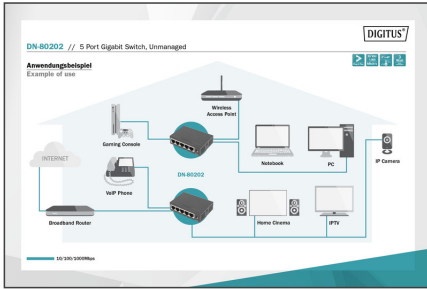 DIGITUS®
DN-80202 // 5 Port Gigabit Switch, Unmanaged
Anwendungsbeispiel
Example of use
Wireless
Access Point
Gaming Console
Notebook
PC
IP Camera
INTERNET
DN-80202
VoIP Phone
Broadband Router
Home Cinema
IPTV
10/100/1000Mbps